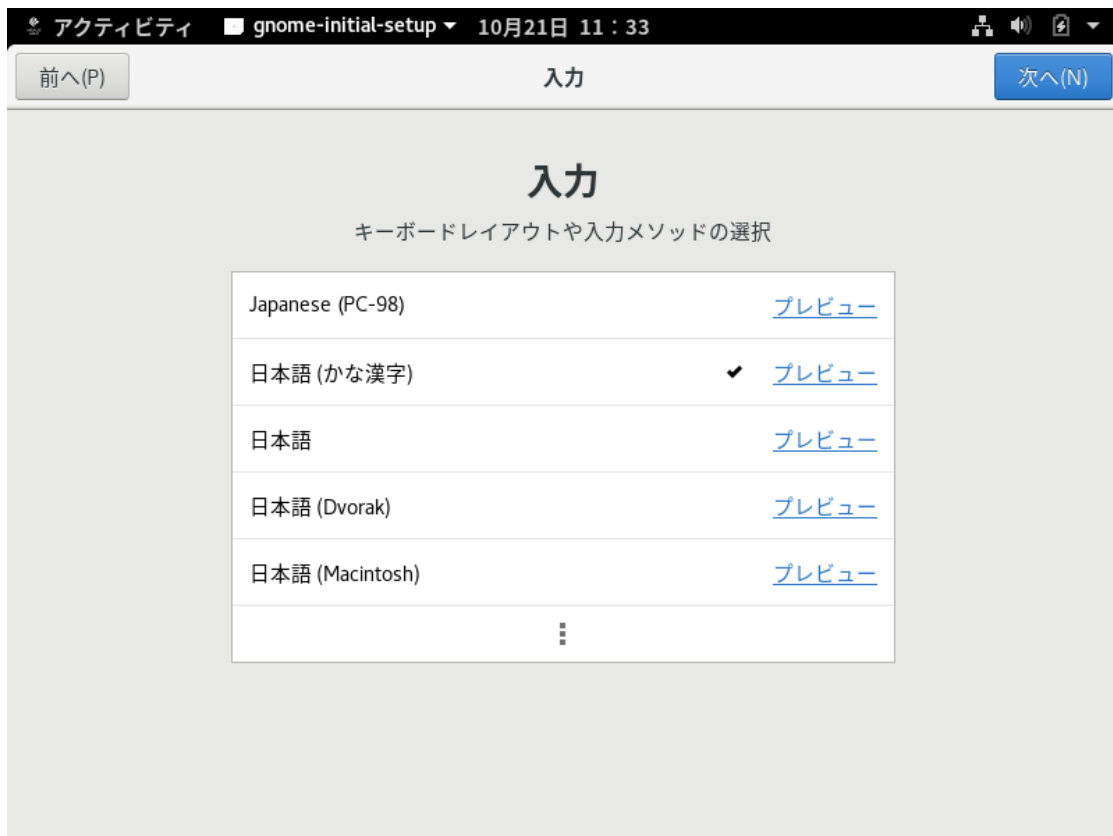 アクティビティ gnome-initial-setup 10月21日 11：33
前へ(P) 入力 次へ(N)
入力
キーボードレイアウトや入力メソッドの選択
Japanese (PC-98) プレビュー
日本語 (かな漢字) プレビュー
日本語 プレビュー
日本語 (Dvorak) プレビュー
日本語 (Macintosh) プレビュー